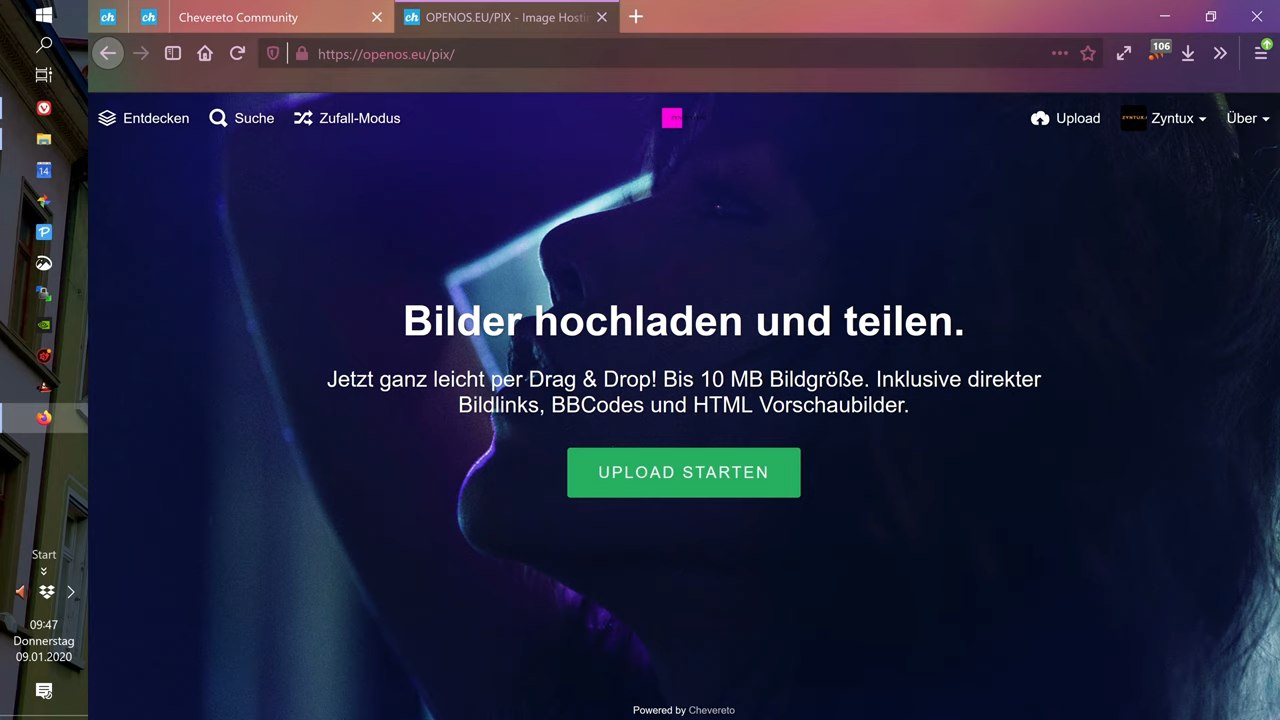 Chevereto Community
OPENOS.EU/PIX - Image Hosti
https://openos.eu/pix/
106
Entdecken
Suche
Zufall-Modus
Upload
ZYNTUX
Zyntux
Über
14
Bilder hochladen und teilen.
Jetzt ganz leicht per Drag & Drop! Bis 10 MB Bildgröße. Inklusive direkter
Bildlinks, BBCodes und HTML Vorschaubilder.
UPLOAD STARTEN
Start
09:47
Donnerstag
09.01.2020
Powered by Chevereto